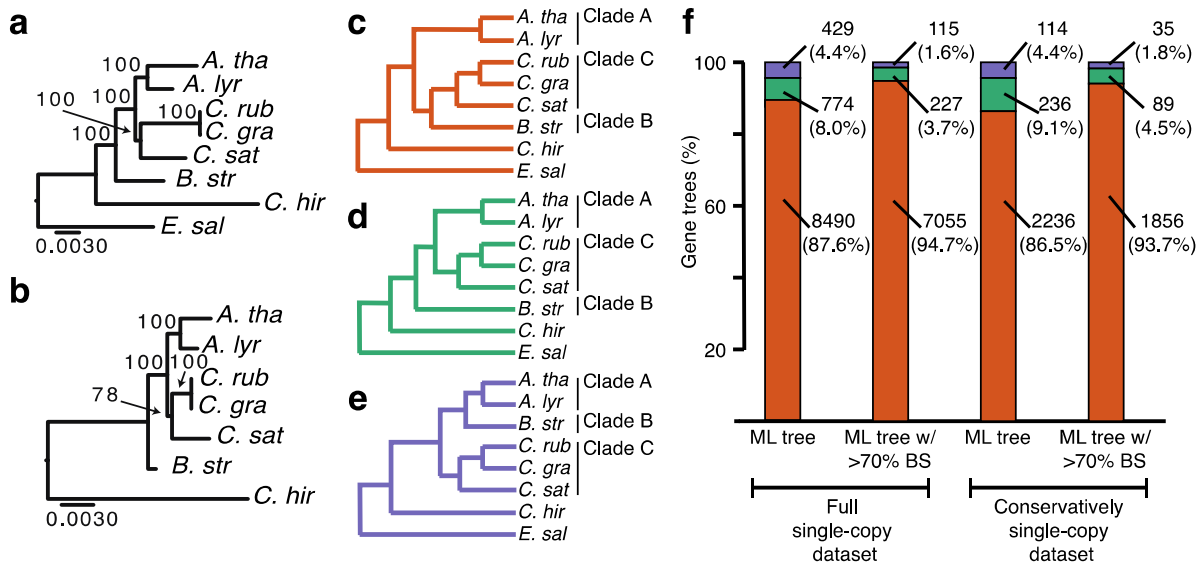 a
100
A. tha
A. lyr
100
100
100
C. rub
C. gra
100
C. sat
B. str
C. hir
E. sal
0.0030
b
A. tha
100
A. lyr
100
100
C. rub
C. gra
78
C. sat
B. str
C. hir
0.0030
c
A. tha
A. lyr
Clade A
C. rub
C. gra
C. sat
Clade C
B. str
Clade B
C. hir
E. sal
d
A. tha
A. lyr
Clade A
C. rub
C. gra
C. sat
Clade C
B. str
Clade B
C. hir
E. sal
e
A. tha
A. lyr
Clade A
B. str
Clade B
C. rub
C. gra
C. sat
Clade C
C. hir
E. sal
f
Gene trees (%)
100
60
20
429
(4.4%)
774
(8.0%)
8490
(87.6%)
115
(1.6%)
227
(3.7%)
7055
(94.7%)
114
(4.4%)
236
(9.1%)
2236
(86.5%)
35
(1.8%)
89
(4.5%)
1856
(93.7%)
ML tree
ML tree w/
>70% BS
ML tree
ML tree w/
>70% BS
Full
single-copy
dataset
Conservatively
single-copy
dataset